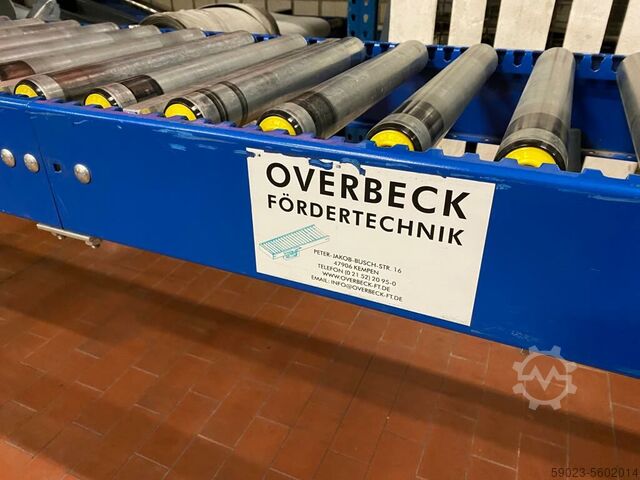 OVERBECK
FÖRDERTECHNIK
PETER-JAKOB-BUSCH-STR. 16
47906 KEMPEN
TELEFON (0 21 52) 20 95-0
WWW.OVERBECK-FT.DE
EMAIL: INFO@OVERBECK-FT.DE
59023-5602014